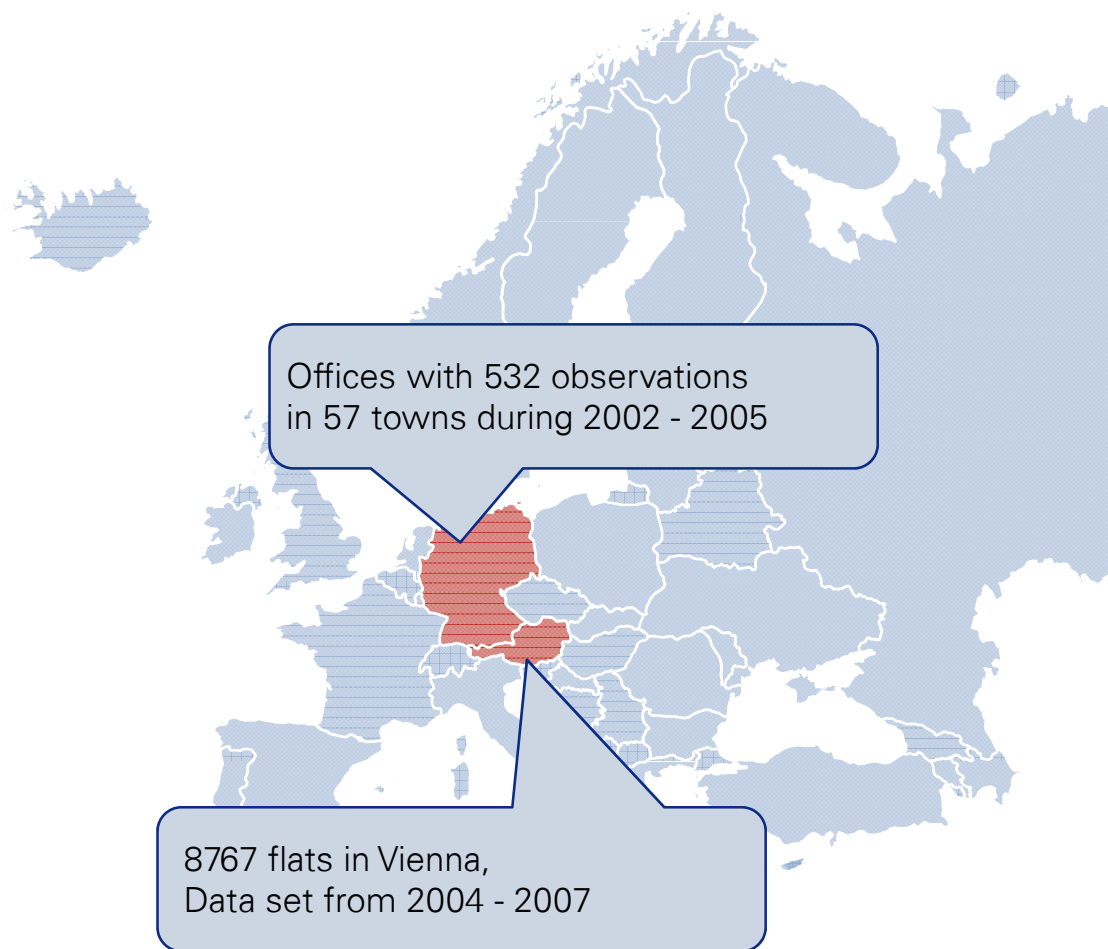 Offices with 532 observations
in 57 towns during 2002 - 2005
8767 flats in Vienna,
Data set from 2004 - 2007